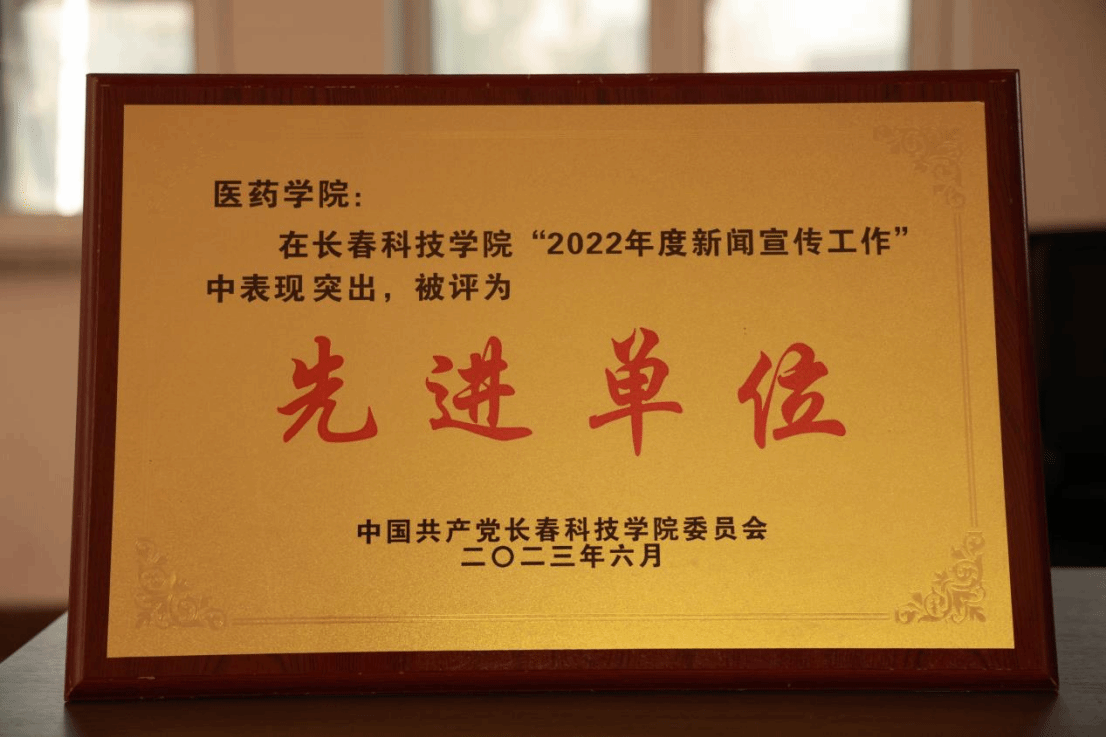 医药学院：
在长春科技学院“2022年度新闻宣传工作”
中表现突出，被评为
先进单位
中国共产党长春科技学院委员会
二〇二三年六月